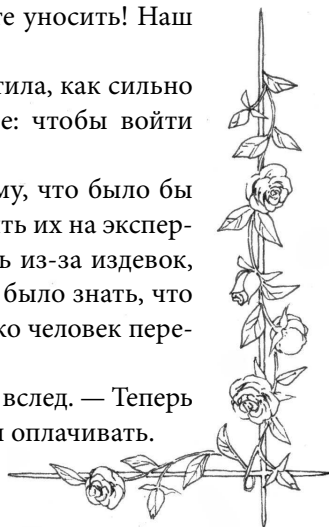 те уносить! Наш
тила, как сильно
е: чтобы войти
му, что было бы
ть их на экспер-
ь из-за издевок,
было знать, что
ко человек пере-
вслед. — Теперь
и оплачивать.